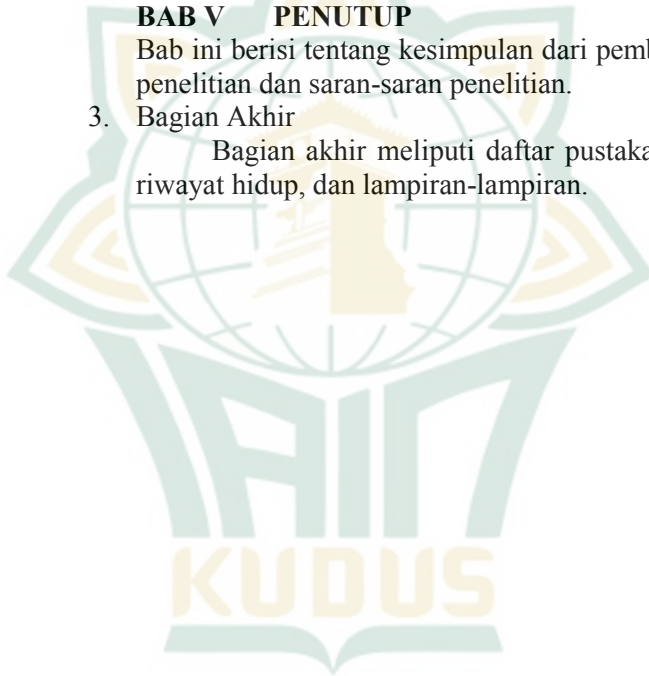 BAB V PENUTUP
Bab ini berisi tentang kesimpulan dari pemb
penelitian dan saran-saran penelitian.
3. Bagian Akhir
Bagian akhir meliputi daftar pustaka
riwayat hidup, dan lampiran-lampiran.
IAIN
KUDUS